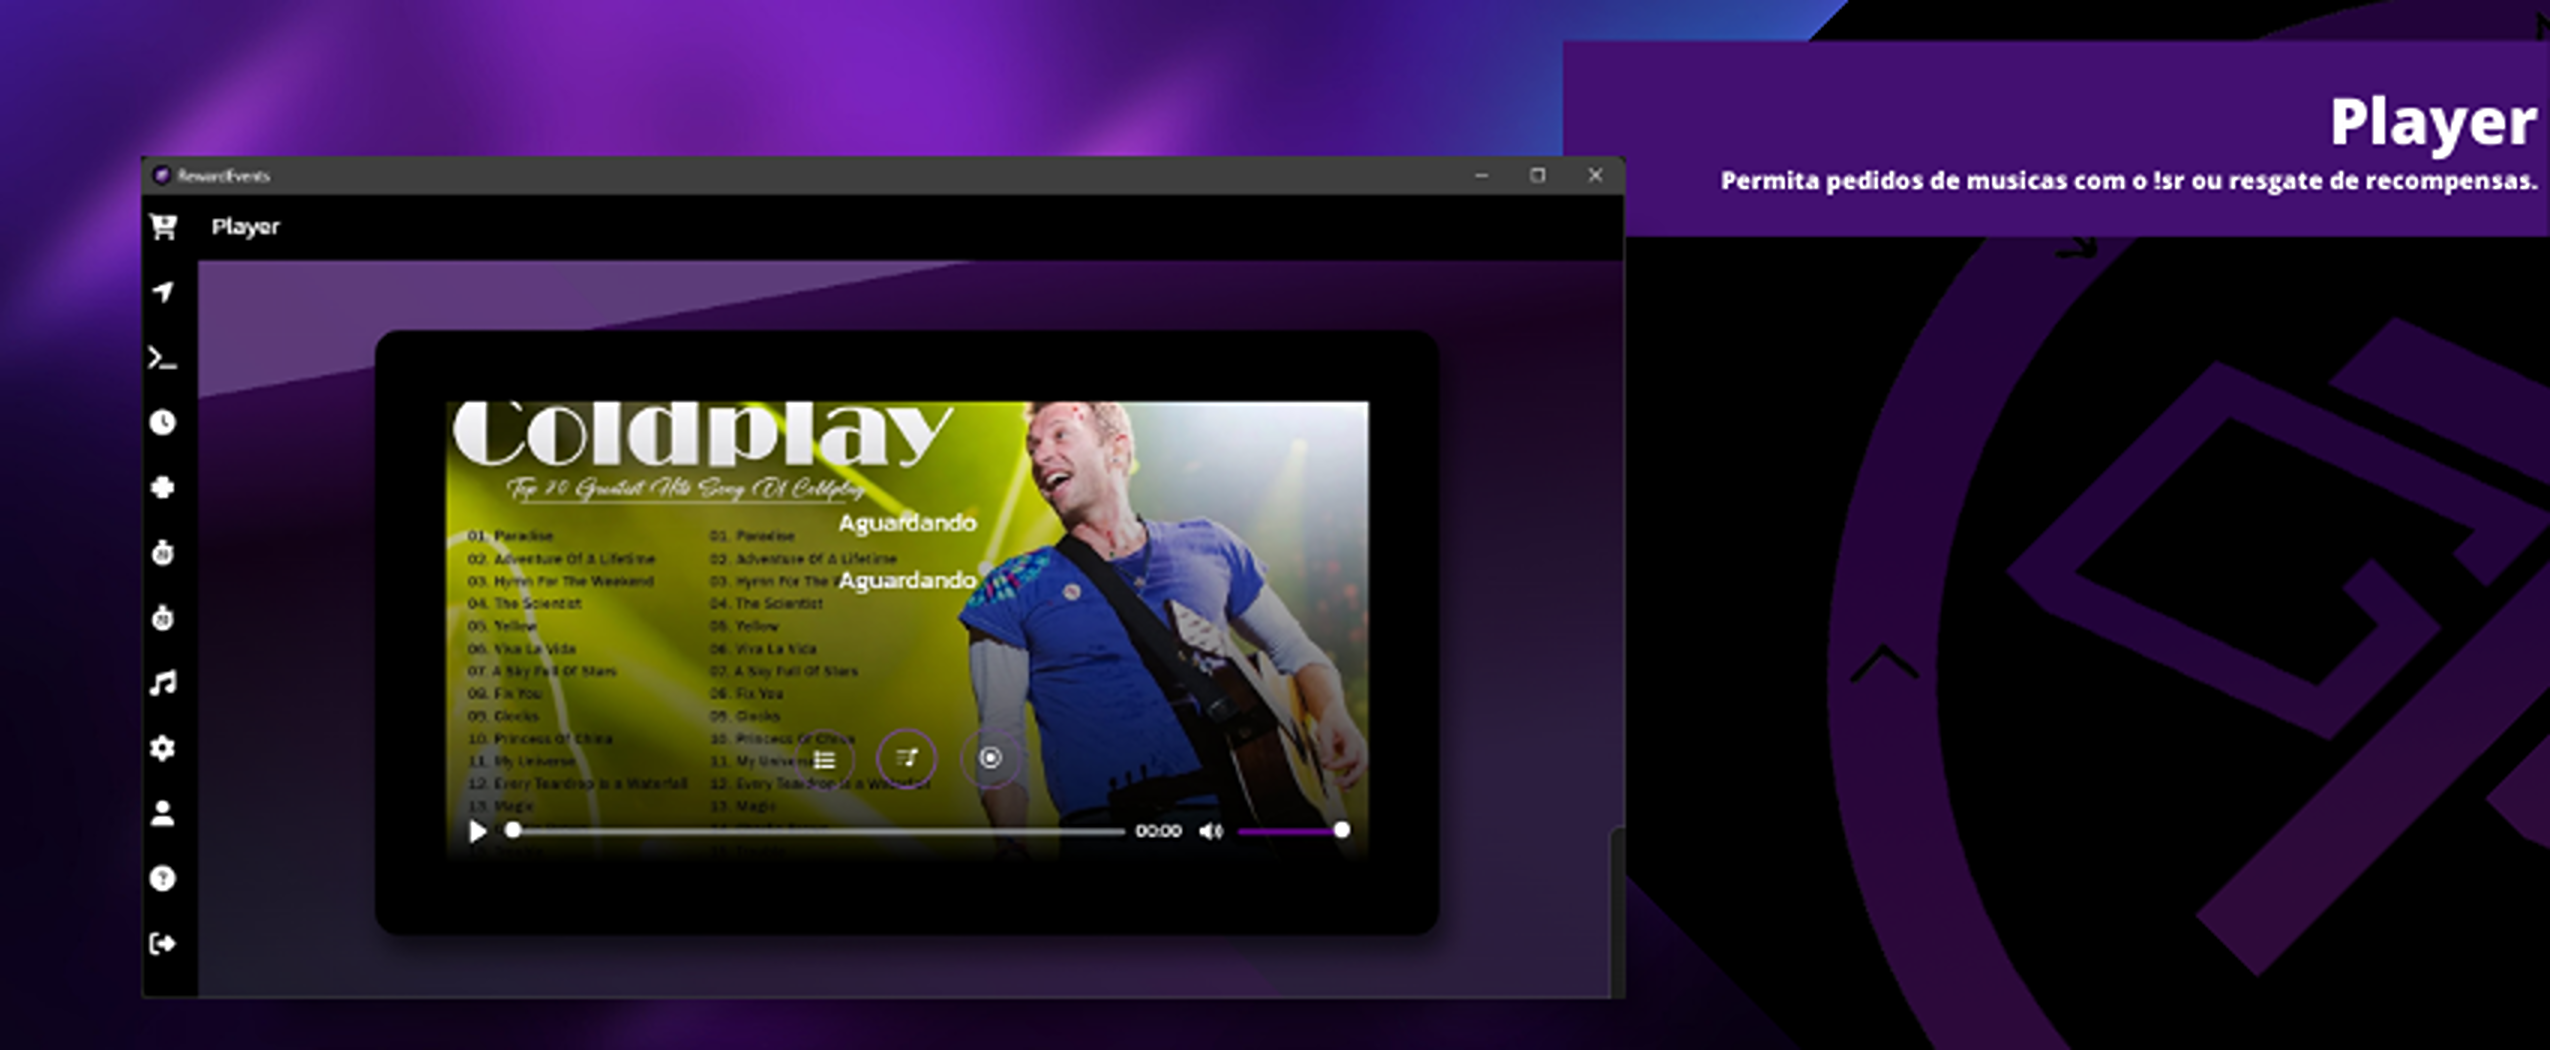 Player
Permita pedidos de musicas com o !sr ou resgate de recompensas.
RewardEvents
Player
Coldplay
Top 20 Greatest Hits Song Of Coldplay
Aguardando
Aguardando
01. Paradise
02. Adventure Of A Lifetime
03. Hymn For The Weekend
04. The Scientist
05. Yellow
06. Viva La Vida
07. A Sky Full Of Stars
08. Fix You
09. Clocks
10. Princess Of China
11. My Universe
12. Every Teardrop is a Waterfall
13. Magic
01. Paradise
02. Adventure Of A Lifetime
03. Hymn For The
04. The Scientist
05. Yellow
06. Viva La Vida
07. A Sky Full Of Stars
08. Fix You
09. Clocks
10. Princess Of China
11. My Universe
12. Every Teardrop is a Waterfall
13. Magic
00:00